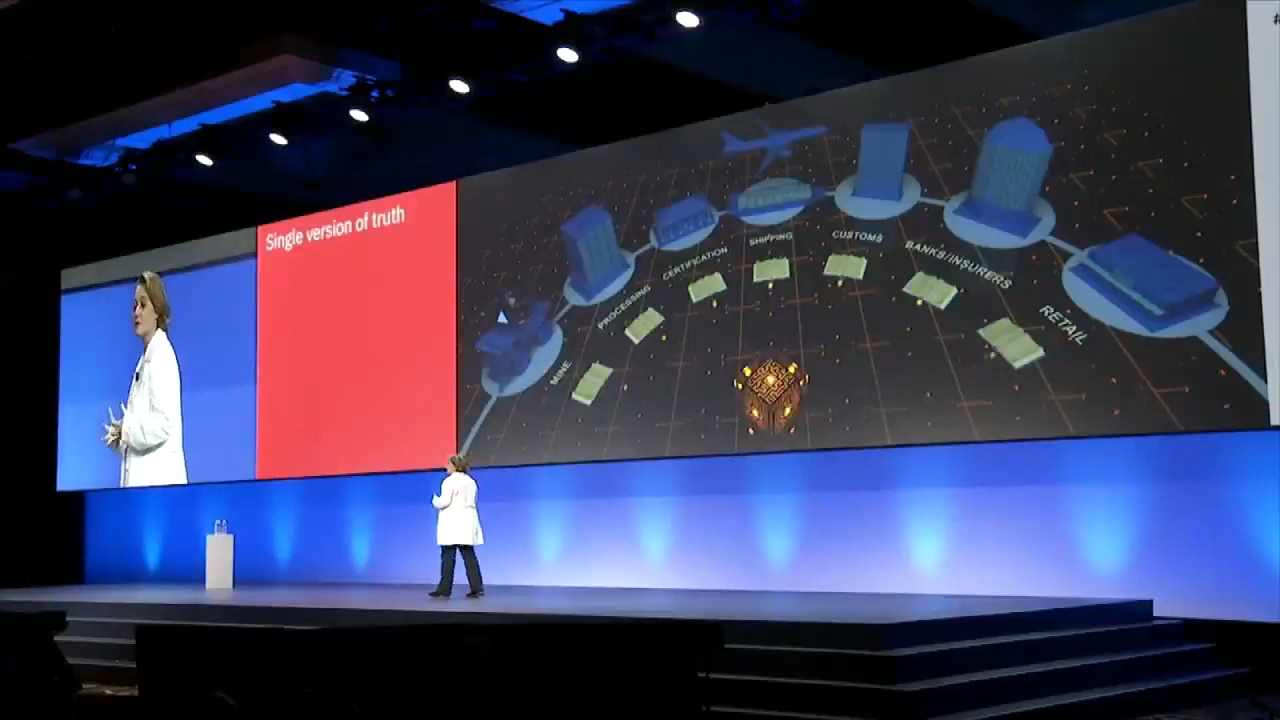 Single version of truth
MINE
PROCESSING
CERTIFICATION
SHIPPING
CUSTOMS
BANKS/INSURERS
RETAIL